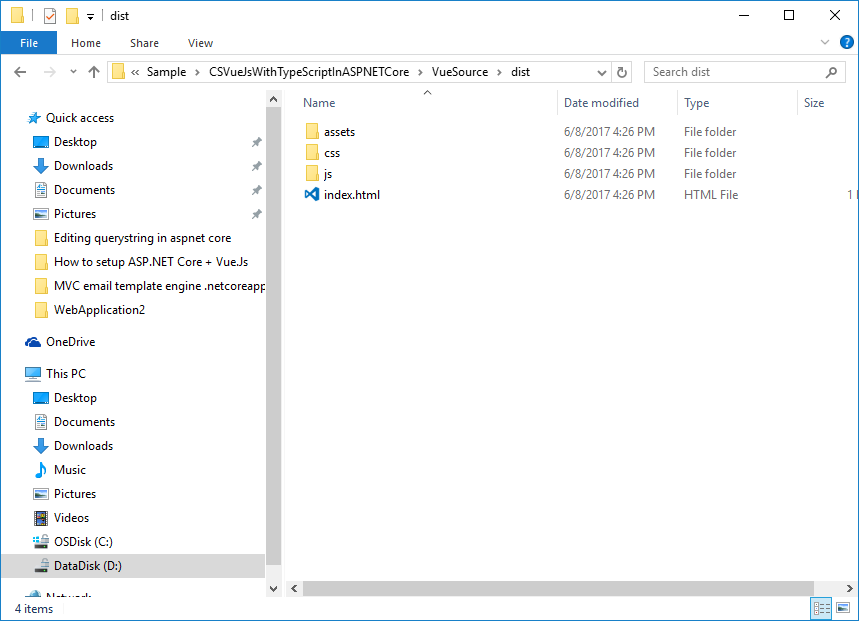 dist
File Home Share View
« Sample › CSVueJsWithTypeScriptInASPNETCore › VueSource › dist
Search dist
Quick access
Desktop
Downloads
Documents
Pictures
Editing querystring in aspnet core
How to setup ASP.NET Core + Vue.Js
MVC email template engine .netcoreapp
WebApplication2
OneDrive
This PC
Desktop
Documents
Downloads
Music
Pictures
Videos
OSDisk (C:)
DataDisk (D:)
Network
Name Date modified Type Size
assets 6/8/2017 4:26 PM File folder
css 6/8/2017 4:26 PM File folder
js 6/8/2017 4:26 PM File folder
index.html 6/8/2017 4:26 PM HTML File 1
4 items